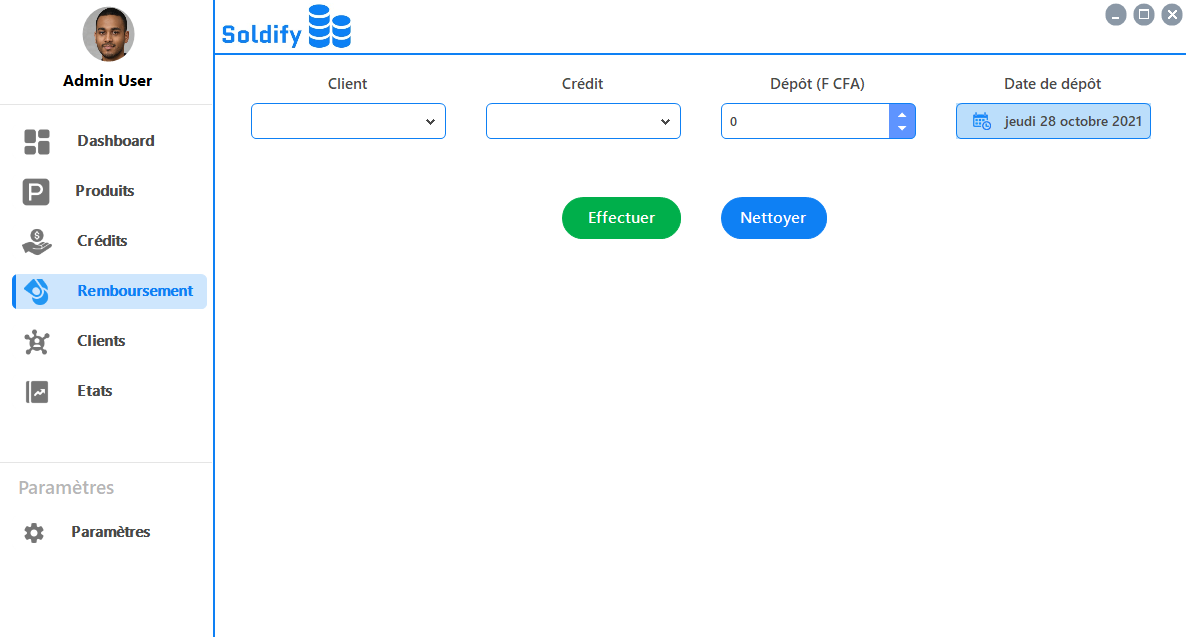 Admin User
Dashboard
Produits
Crédits
Remboursement
Clients
Etats
Paramètres
Paramètres
Soldify
Client
Crédit
Dépôt (F CFA)
Date de dépôt
0
jeudi 28 octobre 2021
Effectuer
Nettoyer